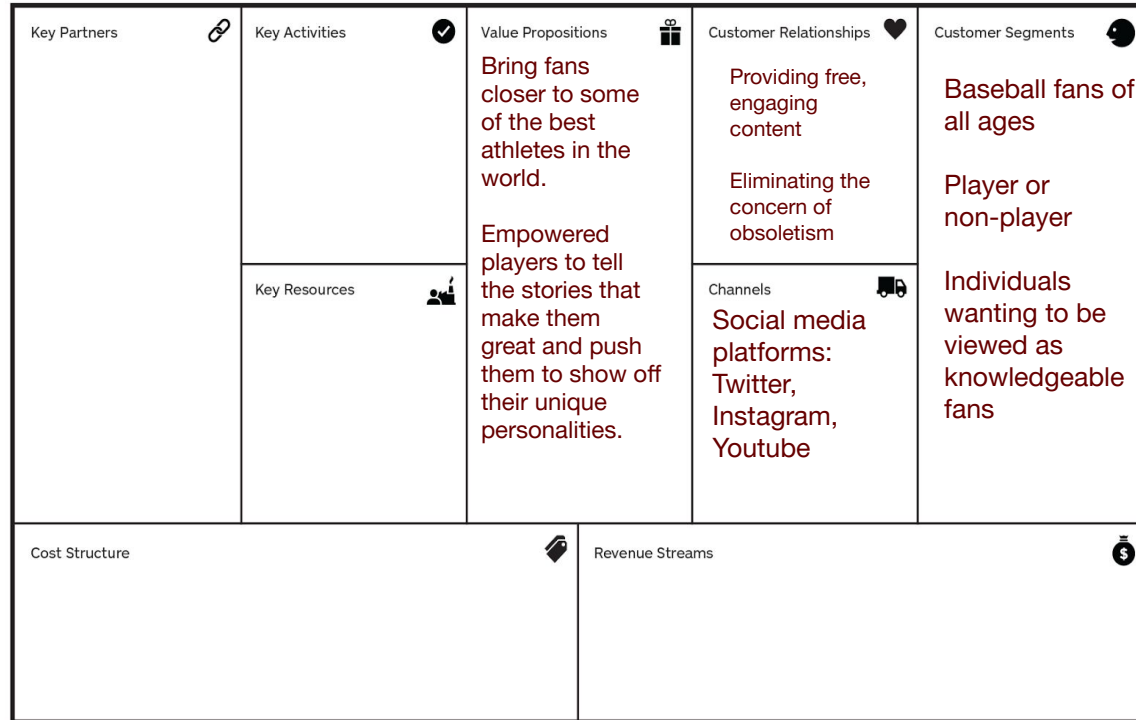 Key Partners
Key Activities
Value Propositions
Bring fans
closer to some
of the best
athletes in the
world.
Empowered
players to tell
the stories that
make them
great and push
them to show off
their unique
personalities.
Customer Relationships
Providing free,
engaging
content
Eliminating the
concern of
obsoletism
Customer Segments
Baseball fans of
all ages
Player or
non-player
Individuals
wanting to be
viewed as
knowledgeable
fans
Key Resources
Channels
Social media
platforms:
Twitter,
Instagram,
Youtube
Cost Structure
Revenue Streams
$